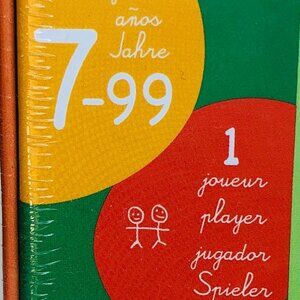 años
Jahre
7-99
1
joueur
player
jugador
Spieler